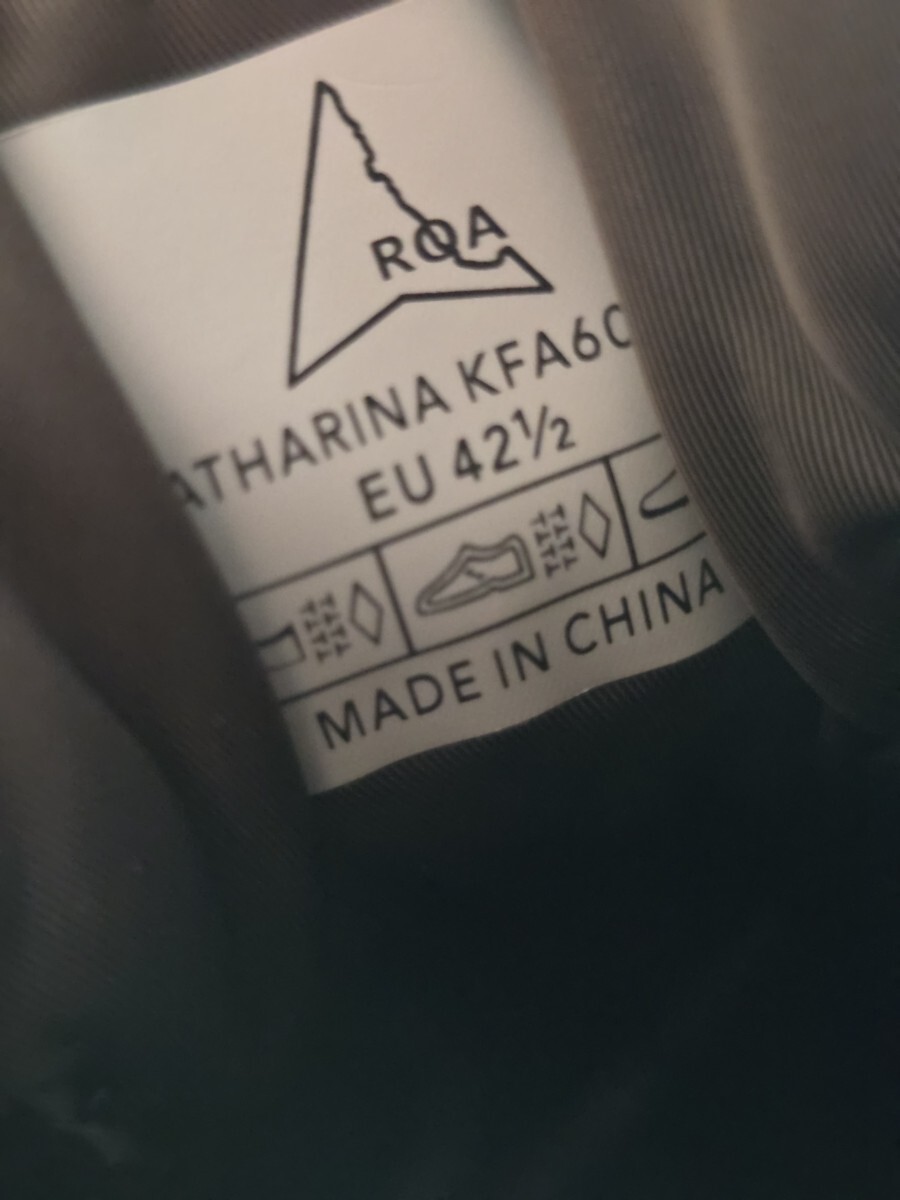 ROA
ATHARINA KFA60
EU 42½
MADE IN CHINA